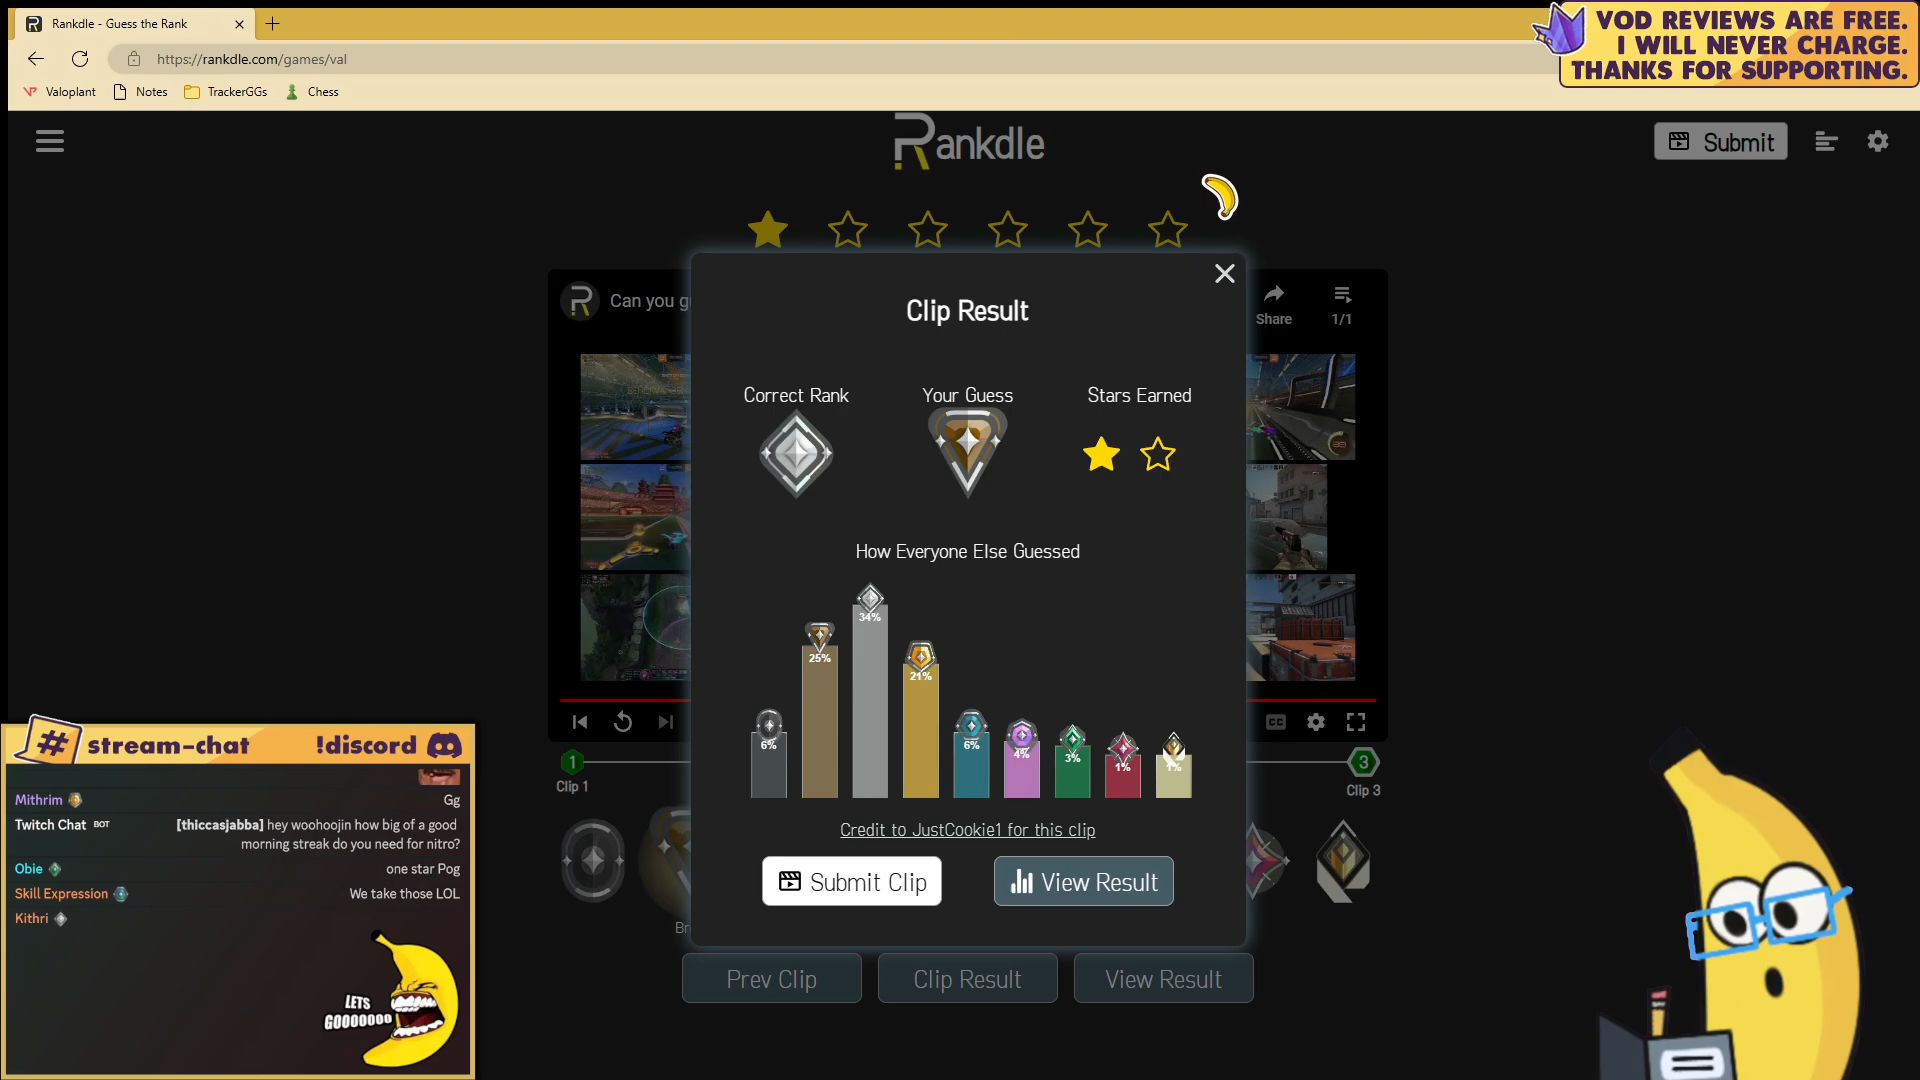 Rankdle - Guess the Rank
https://rankdle.com/games/val
Valoplant
Notes
TrackerGGs
Chess
VOD REVIEWS ARE FREE.
I WILL NEVER CHARGE.
THANKS FOR SUPPORTING.
Rankdle
Submit
Can you g
Share
1/1
Clip Result
Correct Rank
Your Guess
Stars Earned
How Everyone Else Guessed
6%
25%
34%
21%
6%
4%
3%
1%
1%
Credit to JustCookie1 for this clip
Submit Clip
View Result
CC
1
Clip 1
3
Clip 3
Br
Prev Clip
Clip Result
View Result
# stream-chat
!discord
Mithrim
Gg
Twitch Chat BOT
[thiccasjabba] hey woohoojin how big of a good
morning streak do you need for nitro?
Obie
one star Pog
Skill Expression
We take those LOL
Kithri
LETS
GOOOOOOO